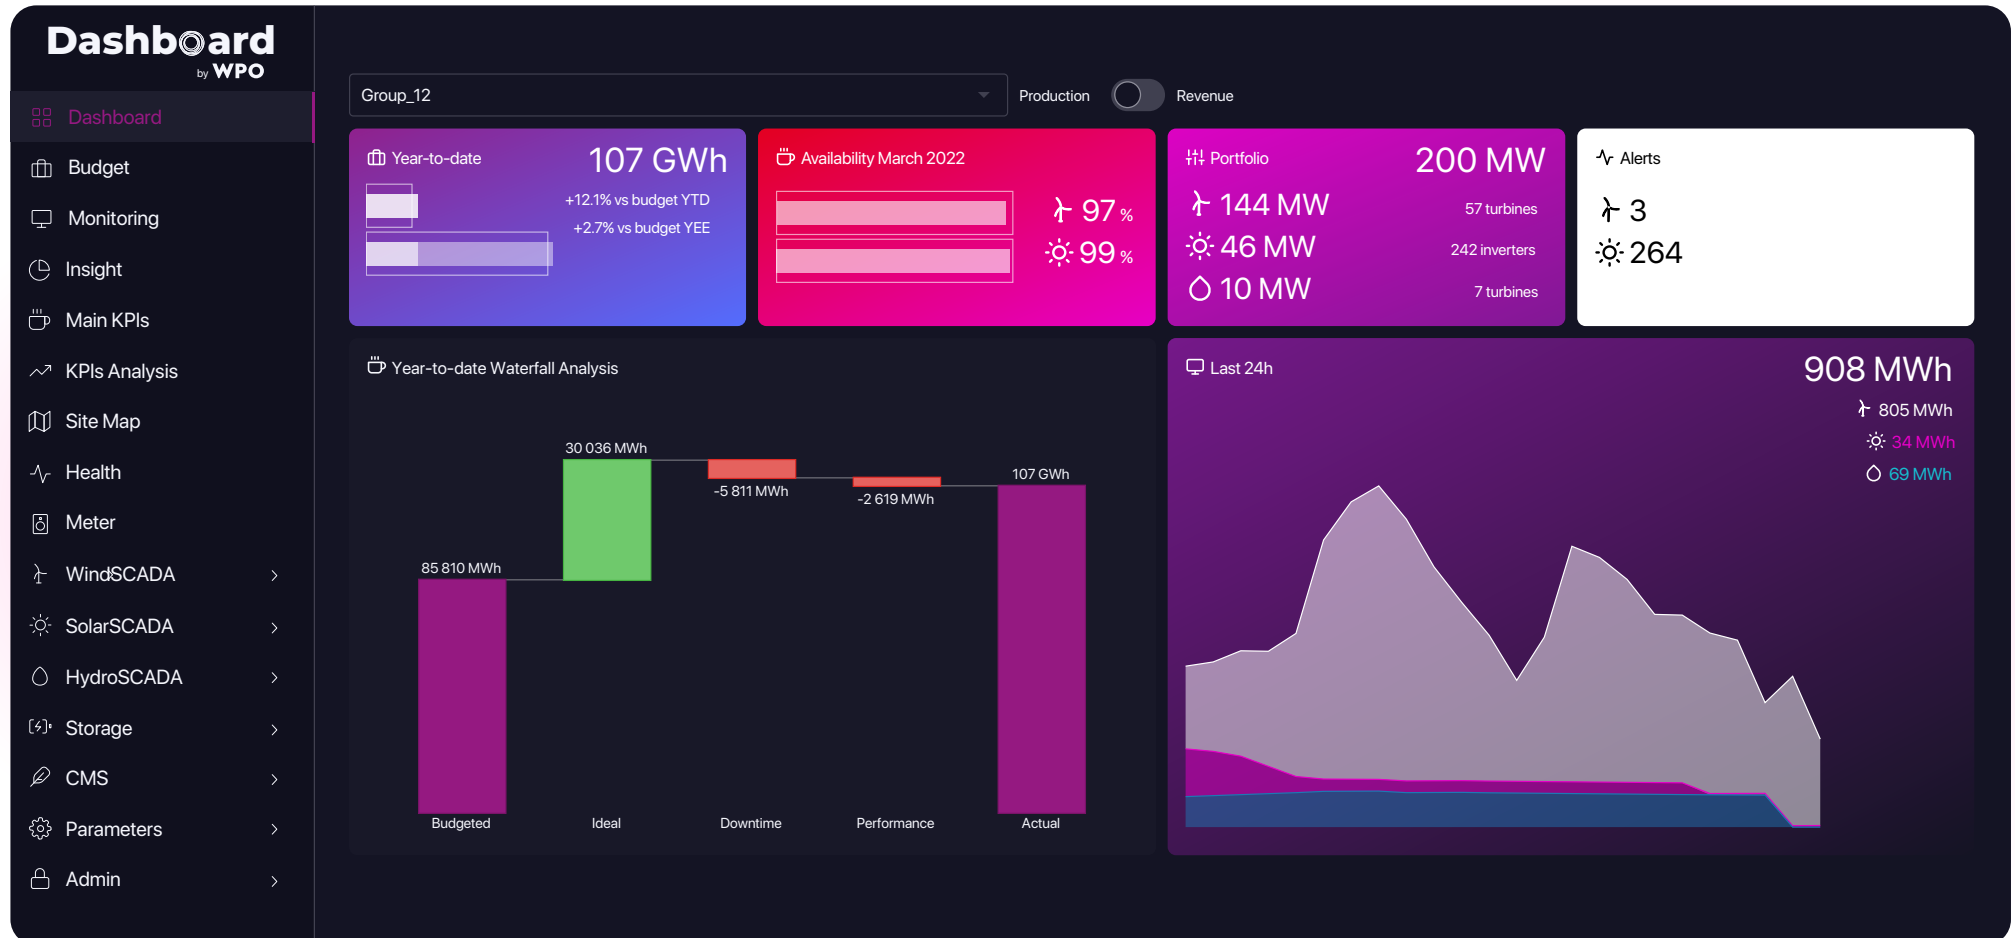 Dashboard
by WPO
Dashboard
Budget
Monitoring
Insight
Main KPIs
KPIs Analysis
Site Map
Health
Meter
WindSCADA
SolarSCADA
HydroSCADA
Storage
CMS
Parameters
Admin
Group_12
Production
Revenue
Year-to-date
107 GWh
+12.1% vs budget YTD
+2.7% vs budget YEE
Availability March 2022
97 %
99 %
Portfolio
200 MW
144 MW
57 turbines
46 MW
242 inverters
10 MW
7 turbines
Alerts
3
264
Year-to-date Waterfall Analysis
30 036 MWh
107 GWh
-5 811 MWh
-2 619 MWh
85 810 MWh
Budgeted
Ideal
Downtime
Performance
Actual
Last 24h
908 MWh
805 MWh
34 MWh
69 MWh